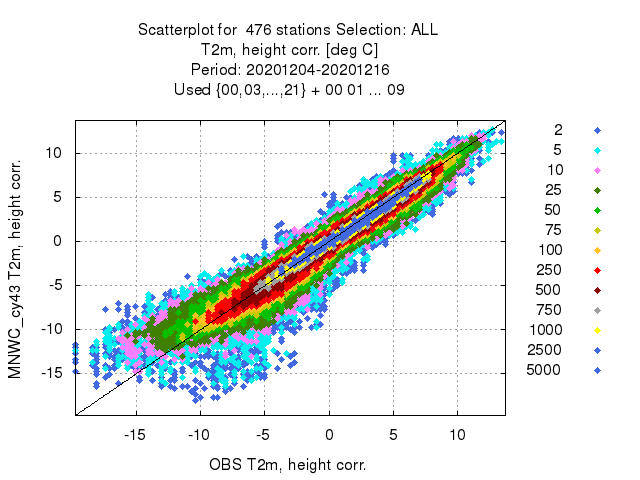 Scatterplot for 476 stations Selection: ALL
T2m, height corr. [deg C]
Period: 20201204-20201216
Used {00,03,...,21} + 00 01 ... 09
MNWC_cy43 T2m, height corr.
10
5
0
-5
-10
-15
-15 -10 -5 0 5 10
OBS T2m, height corr.
2
5
10
25
50
75
100
250
500
750
1000
2500
5000